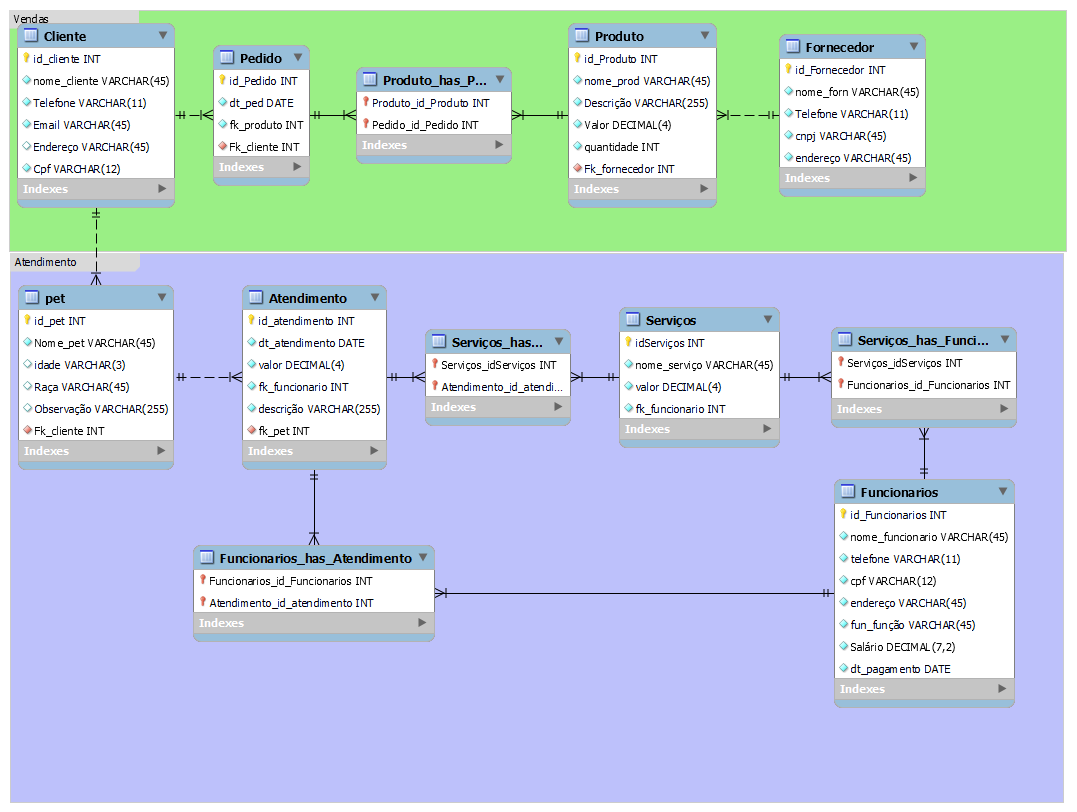 Vendas
Cliente
id_cliente INT
nome_cliente VARCHAR(45)
Telefone VARCHAR(11)
Email VARCHAR(45)
Endereço VARCHAR(45)
Cpf VARCHAR(12)
Indexes
Pedido
id_Pedido INT
dt_ped DATE
fk_produto INT
Fk_cliente INT
Indexes
Produto_has_P...
Produto_id_Produto INT
Pedido_id_Pedido INT
Indexes
Produto
id_Produto INT
nome_prod VARCHAR(45)
Descrição VARCHAR(255)
Valor DECIMAL(4)
quantidade INT
Fk_fornecedor INT
Indexes
Fornecedor
id_Fornecedor INT
nome_forn VARCHAR(45)
Telefone VARCHAR(11)
cnpj VARCHAR(45)
endereço VARCHAR(45)
Indexes
Atendimento
pet
id_pet INT
Nome_pet VARCHAR(45)
idade VARCHAR(3)
Raça VARCHAR(45)
Observação VARCHAR(255)
Fk_cliente INT
Indexes
Atendimento
id_atendimento INT
dt_atendimento DATE
valor DECIMAL(4)
fk_funcionario INT
descrição VARCHAR(255)
fk_pet INT
Indexes
Serviços_has...
Serviços_idServiços INT
Atendimento_id_atendi...
Indexes
Serviços
idServiços INT
nome_serviço VARCHAR(45)
valor DECIMAL(4)
fk_funcionario INT
Indexes
Serviços_has_Funci...
Serviços_idServiços INT
Funcionarios_id_Funcionarios INT
Indexes
Funcionarios
id_Funcionarios INT
nome_funcionario VARCHAR(45)
telefone VARCHAR(11)
cpf VARCHAR(12)
endereço VARCHAR(45)
fun_função VARCHAR(45)
Salário DECIMAL(7,2)
dt_pagamento DATE
Indexes
Funcionarios_has_Atendimento
Funcionarios_id_Funcionarios INT
Atendimento_id_atendimento INT
Indexes